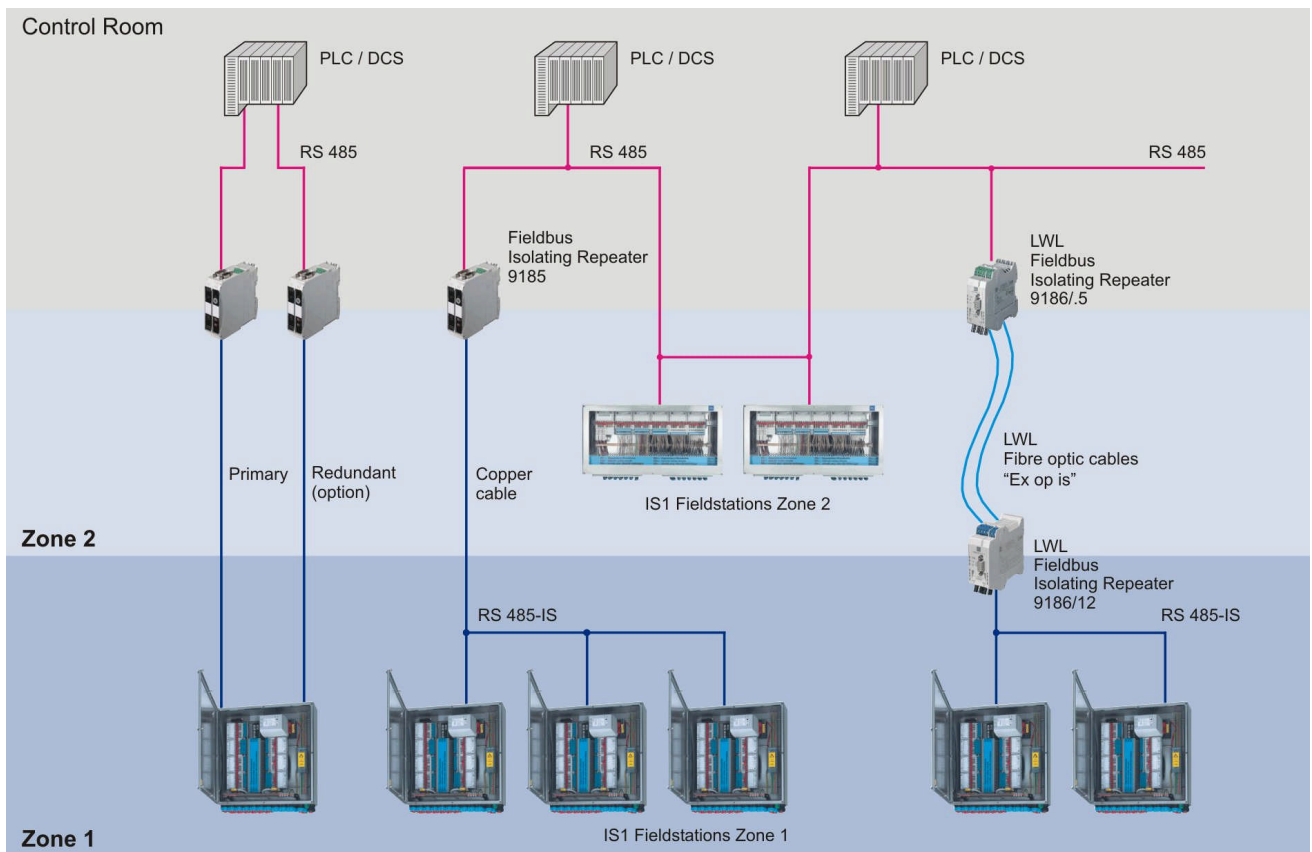 Control Room
PLC / DCS
PLC / DCS
PLC / DCS
RS 485
RS 485
RS 485
Fieldbus
Isolating Repeater
9185
LWL
Fieldbus
Isolating Repeater
9186/.5
Primary
Redundant
(option)
Copper
cable
LWL
Fibre optic cables
“Ex op is”
IS1 Fieldstations Zone 2
Zone 2
LWL
Fieldbus
Isolating Repeater
9186/12
RS 485-IS
RS 485-IS
IS1 Fieldstations Zone 1
Zone 1